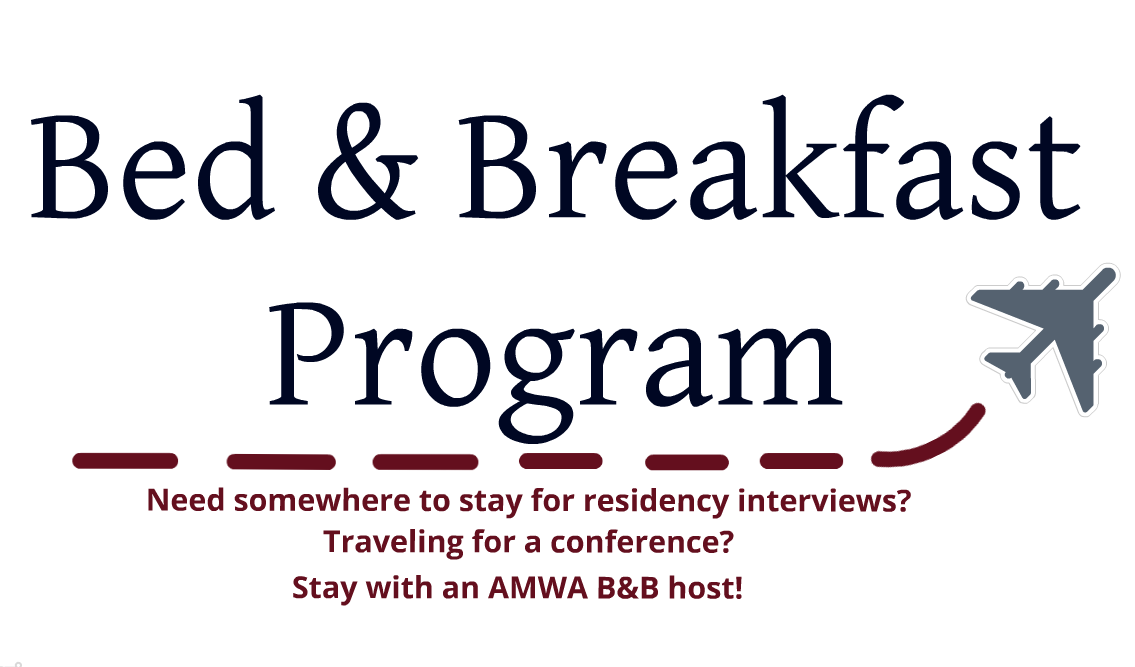 Bed & Breakfast
Program
Need somewhere to stay for residency interviews?
Traveling for a conference?
Stay with an AMWA B&B host!